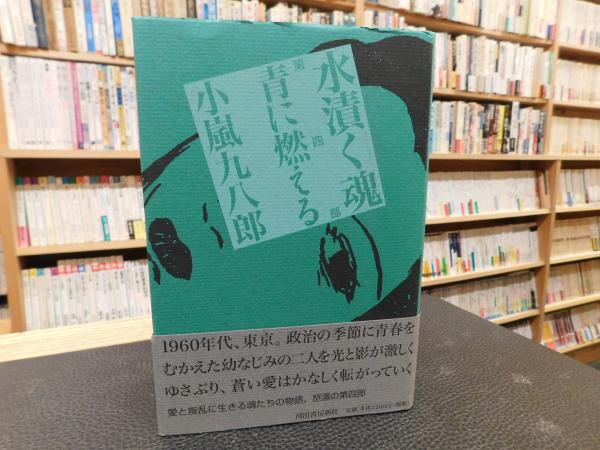 水漬く魂
第四部
青に燃える
小嵐九八郎
1960年代、東京。政治の季節に青春を
むかえた幼なじみの二人を光と影が激しく
ゆさぶり、蒼い愛はかなしく転がっていく
愛と叛乱に生きる魂たちの物語、怒濤の第四部
河出書房新社